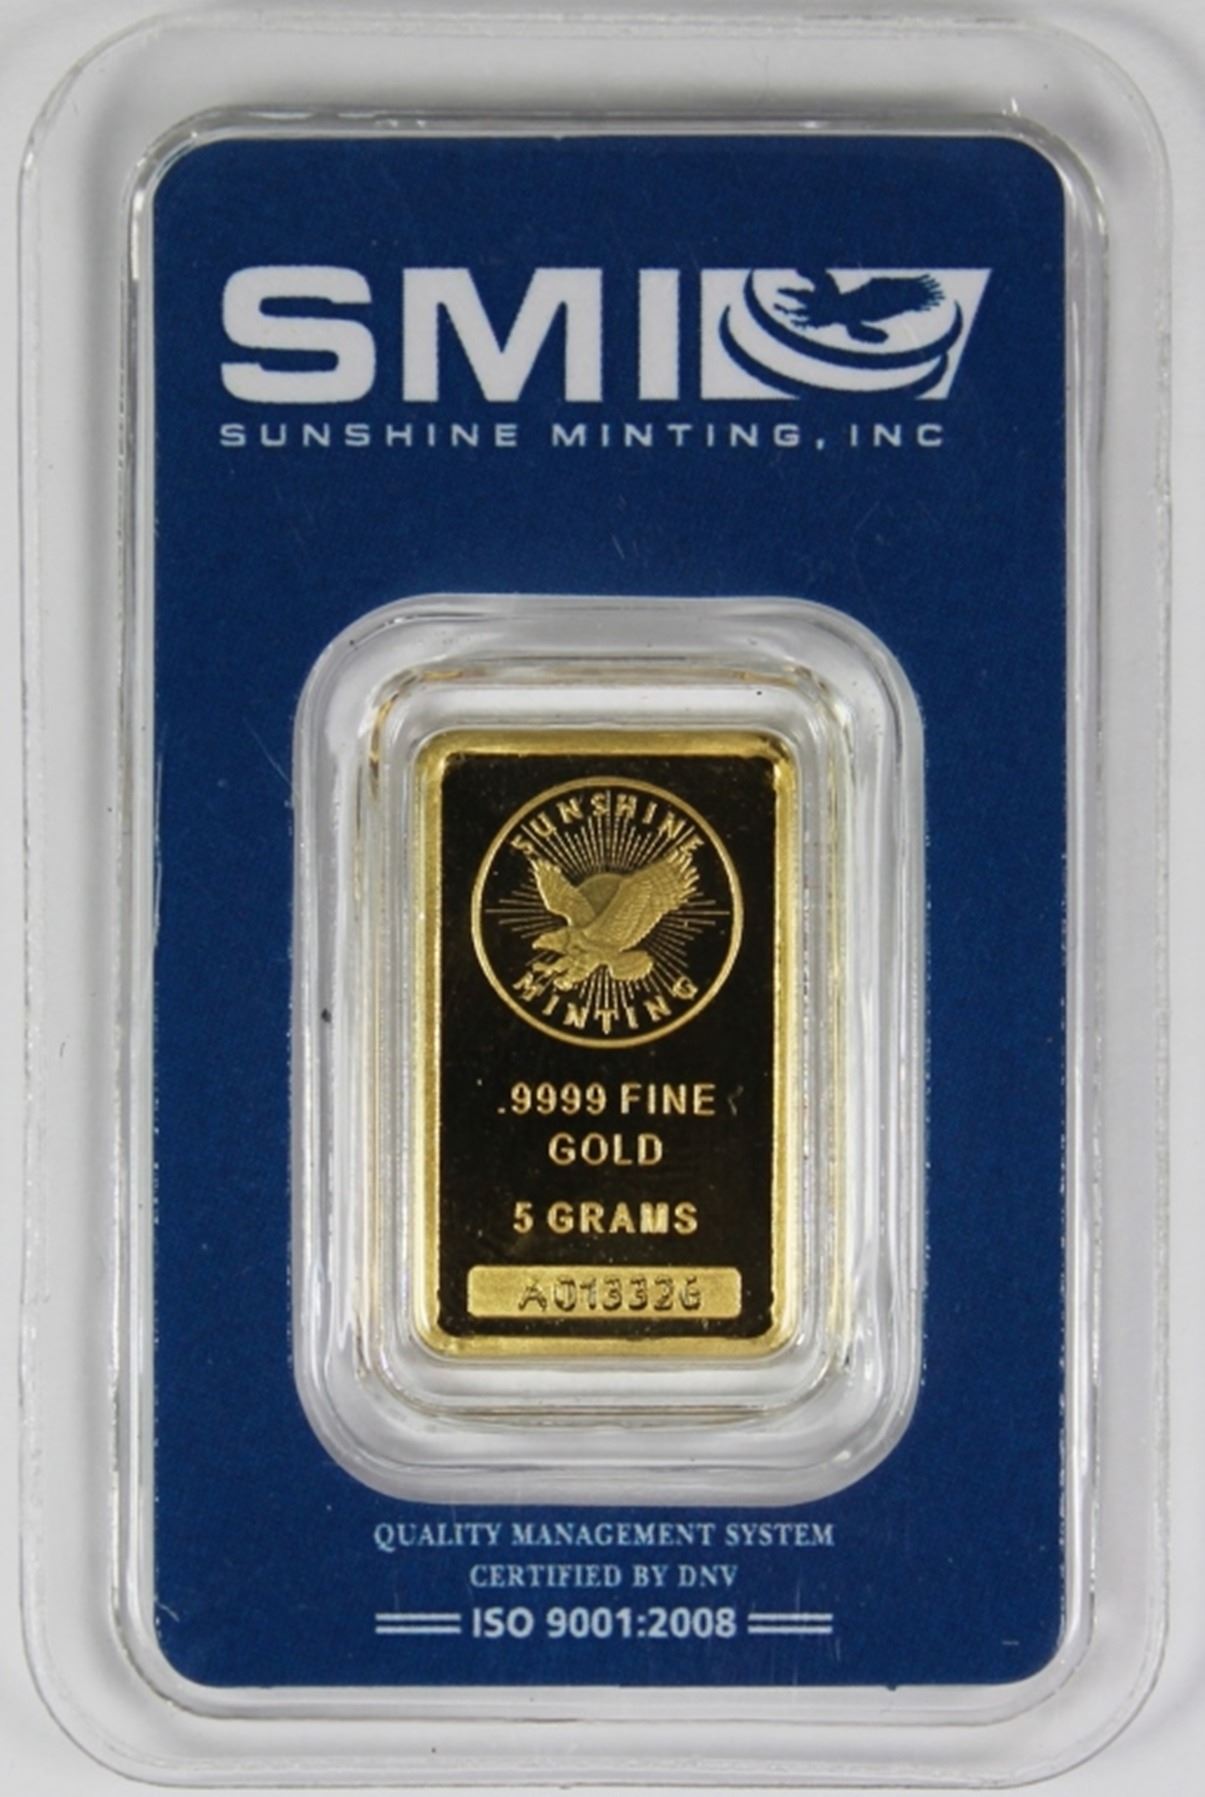 SMI
SUNSHINE MINTING, INC
SUNSHINE
MINTING
.9999 FINE
GOLD
5 GRAMS
A013326
QUALITY MANAGEMENT SYSTEM
CERTIFIED BY DNV
ISO 9001:2008